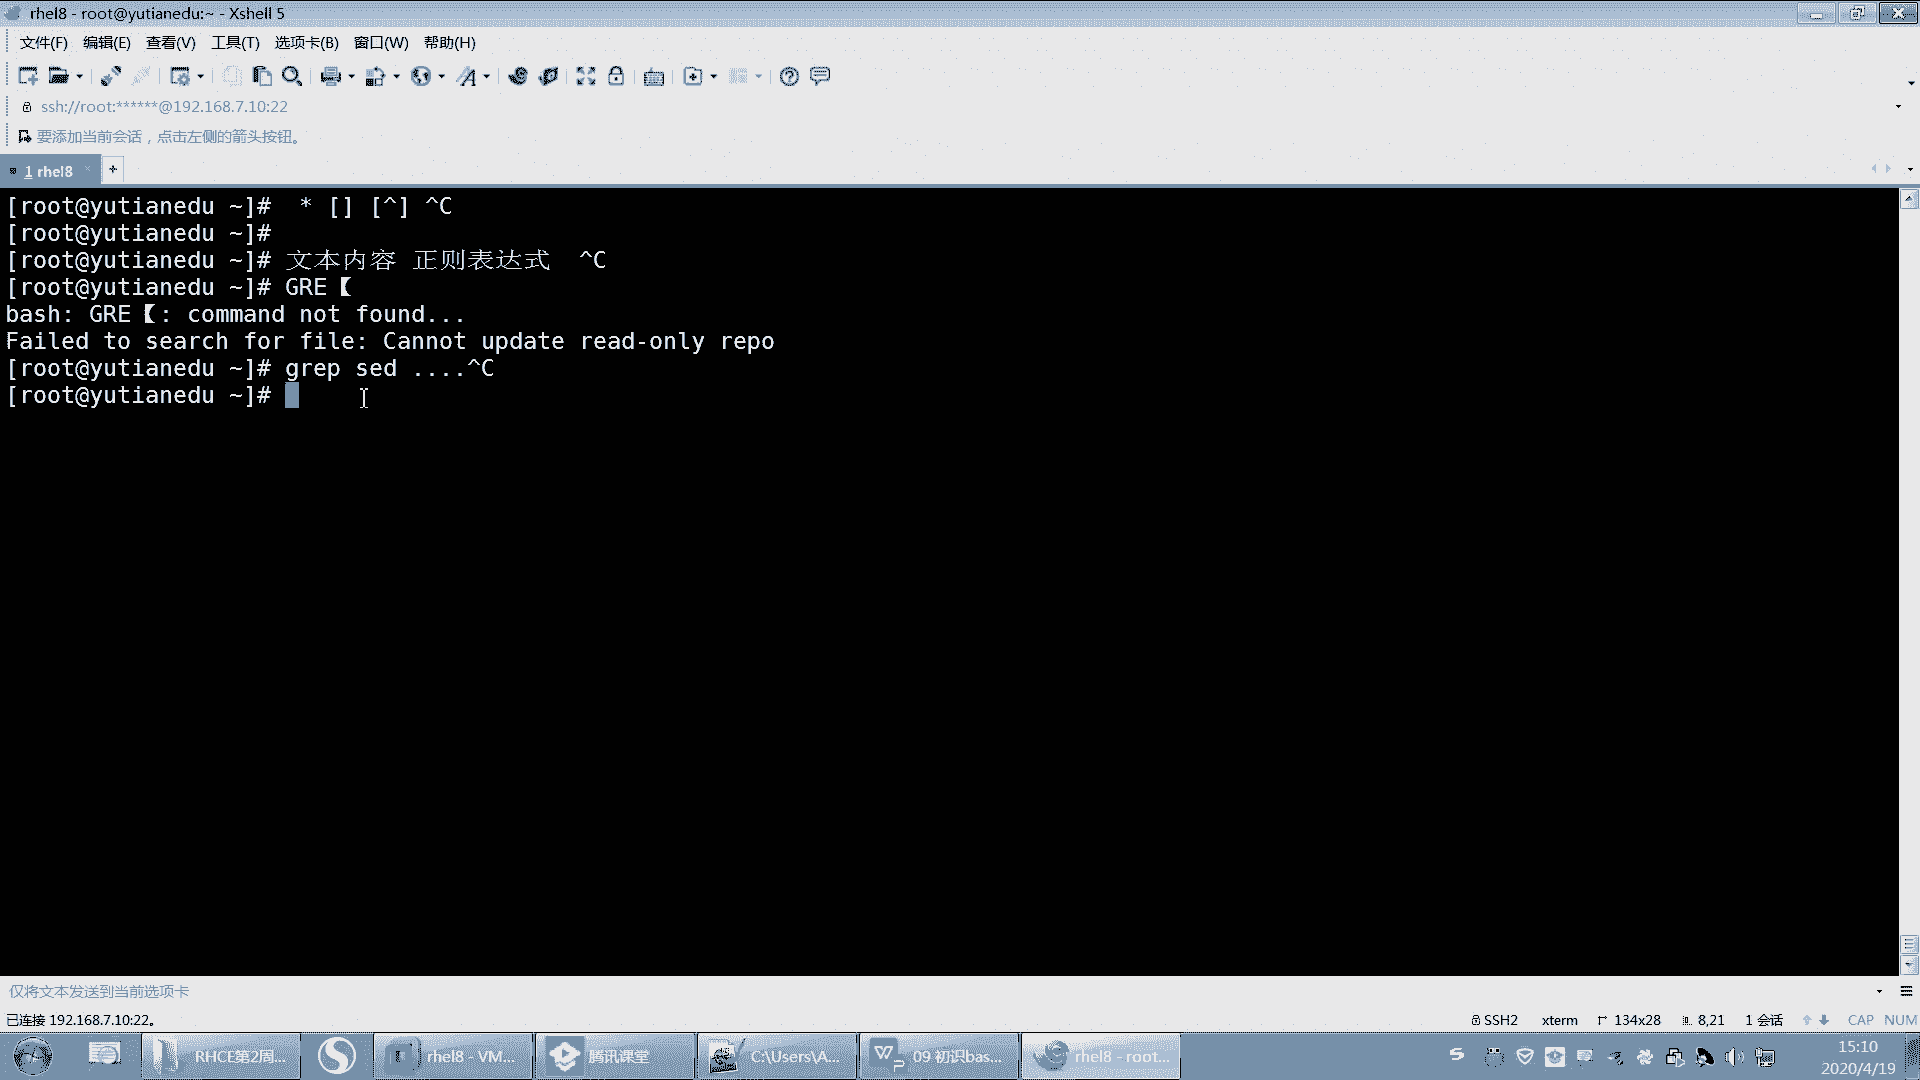 rhel8 - root@yutianedu:~ - Xshell 5
文件(F) 编辑(E) 查看(V) 工具(T) 选项卡(B) 窗口(W) 帮助(H)
ssh://root:******@192.168.7.10:22
要添加当前会话，点击左侧的箭头按钮。
1 rhel8
[root@yutianedu ~]#  * [] [^] ^C
[root@yutianedu ~]#
[root@yutianedu ~]# 文本内容 正则表达式  ^C
[root@yutianedu ~]# GRE【
bash: GRE【: command not found...
Failed to search for file: Cannot update read-only repo
[root@yutianedu ~]# grep sed ....^C
[root@yutianedu ~]#
仅将文本发送到当前选项卡
已连接 192.168.7.10:22。 SSH2 xterm 134x28 8,21 1 会话 CAP NUM
RHCE第2周... rhel8 - VM... 腾讯课堂 C:\Users\A... 09 初识bas... rhel8 - root... 15:10
2020/4/19